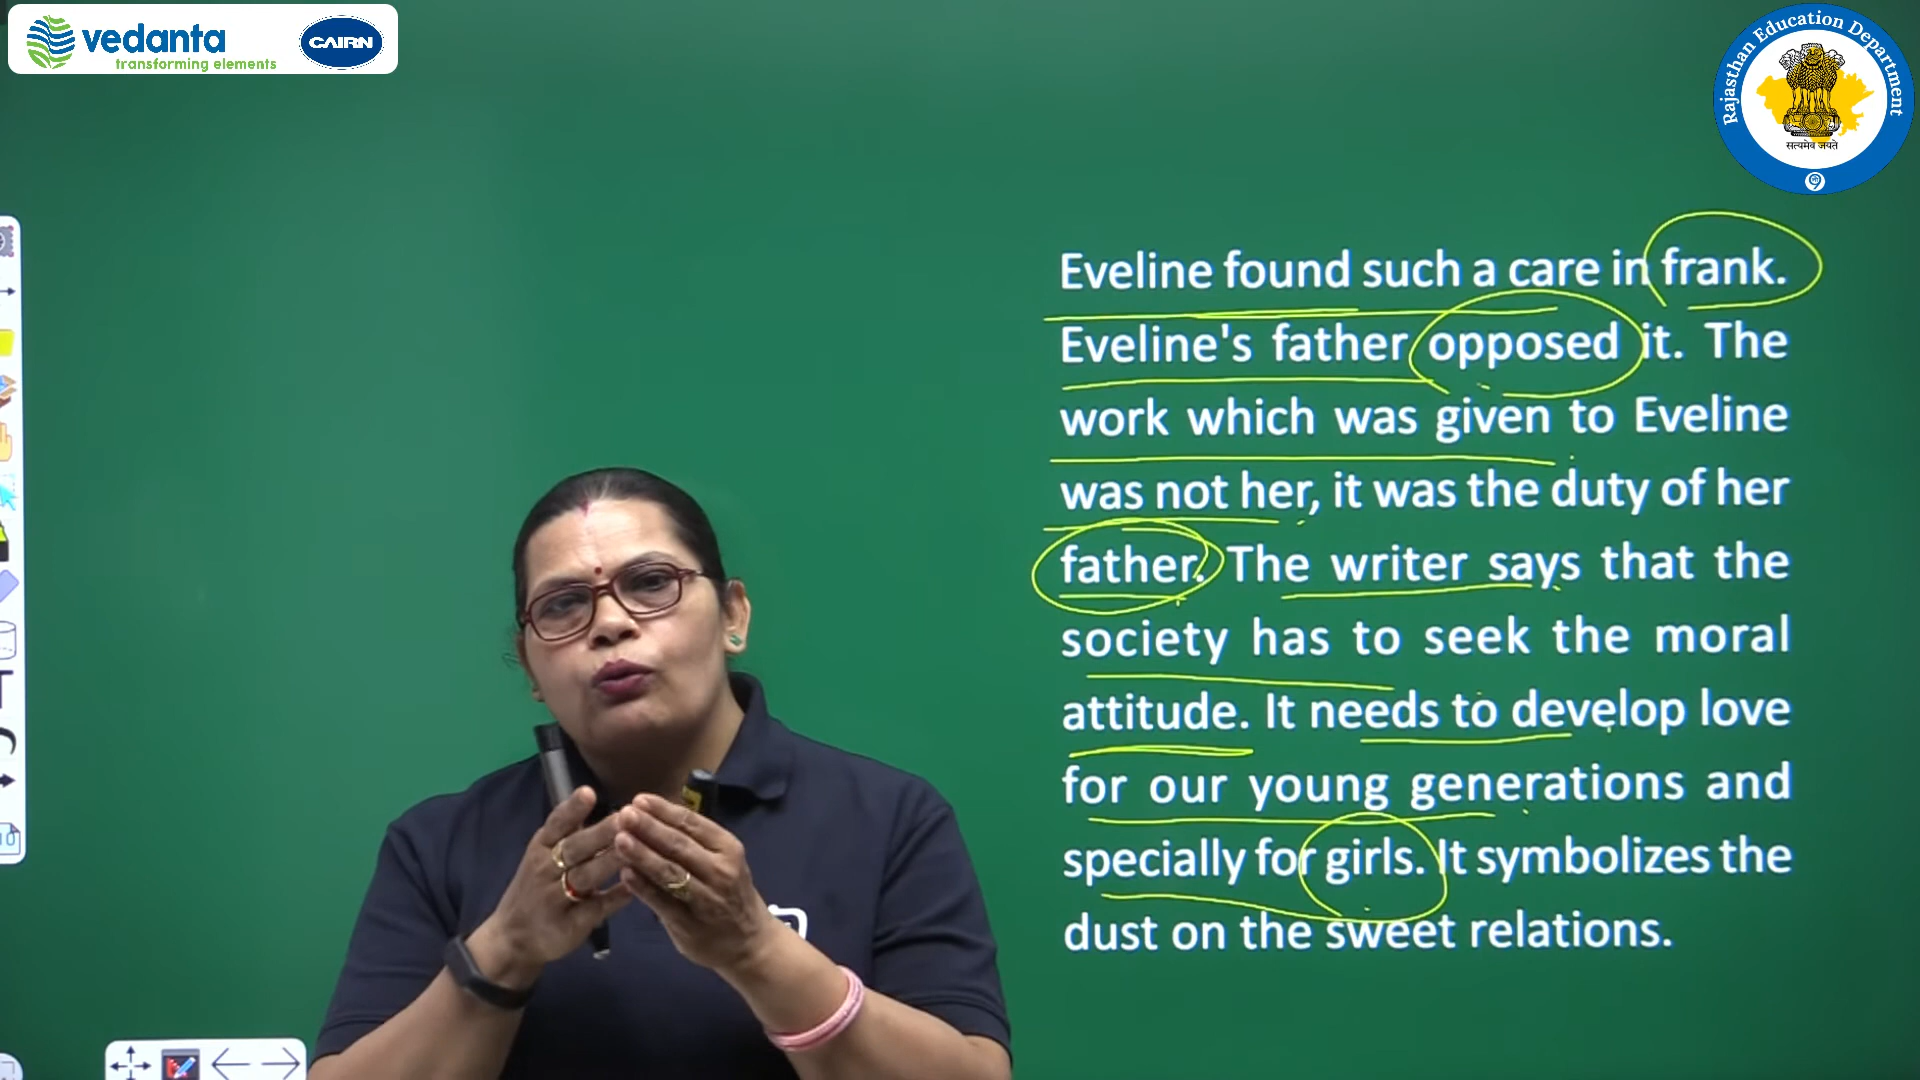 vedanta
transforming elements
CAIRN
Rajasthan Education Department
सत्यमेव जयते
Eveline found such a care in frank.
Eveline's father opposed it. The
work which was given to Eveline
was not her, it was the duty of her
father. The writer says that the
society has to seek the moral
attitude. It needs to develop love
for our young generations and
specially for girls. It symbolizes the
dust on the sweet relations.